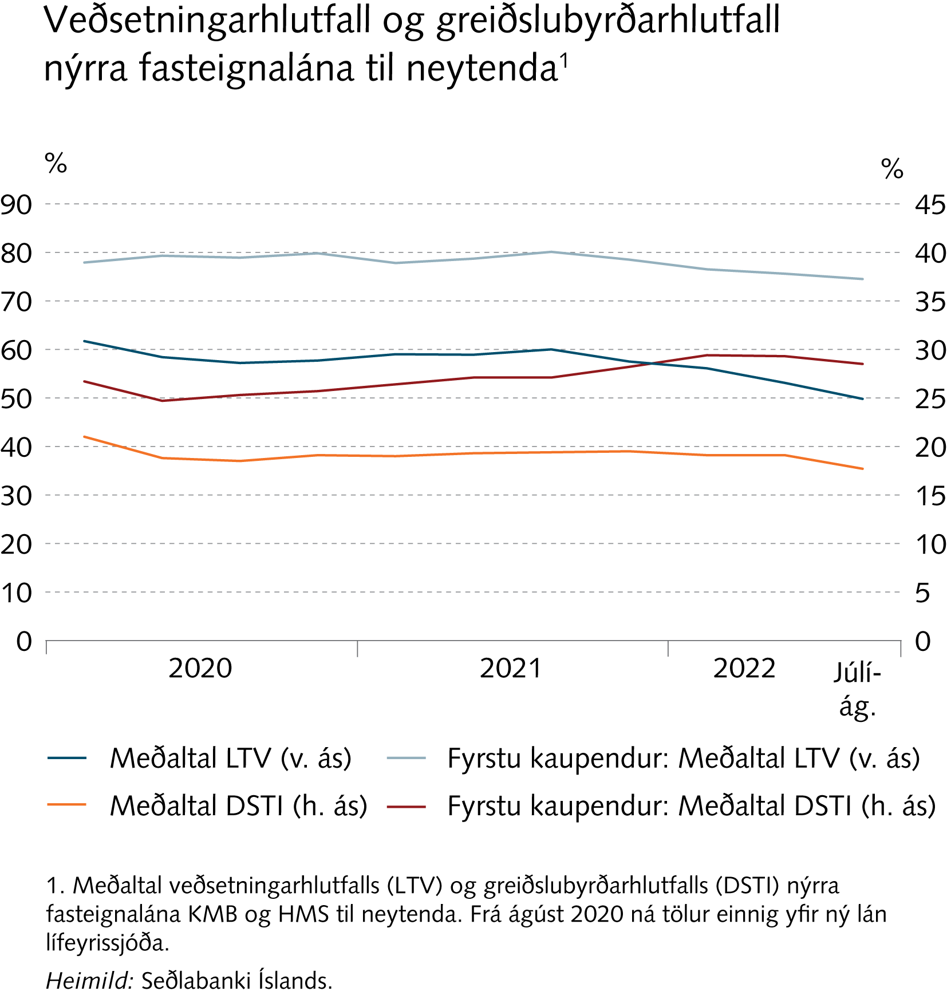 Veðsetningarhlutfall og greiðslubyrðarhlutfall
nýrra fasteignalána til neytenda¹
%
%
90
45
80
40
70
35
60
30
50
25
40
20
30
15
20
10
10
5
0
0
2020
2021
2022
Júlí-
ág.
Meðaltal LTV (v. ás)
Fyrstu kaupendur: Meðaltal LTV (v. ás)
Meðaltal DSTI (h. ás)
Fyrstu kaupendur: Meðaltal DSTI (h. ás)
1. Meðaltal veðsetningarhlutfalls (LTV) og greiðslubyrðarhlutfalls (DSTI) nýrra
fasteignalána KMB og HMS til neytenda. Frá ágúst 2020 ná tölur einnig yfir ný lán
lífeyrissjóða.
Heimild: Seðlabanki Íslands.